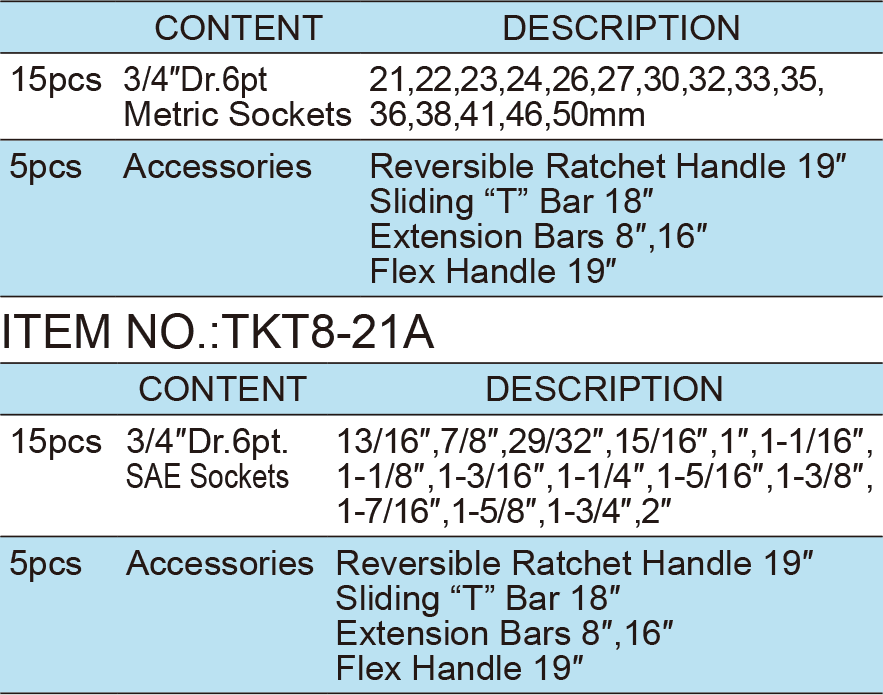 CONTENT DESCRIPTION
15pcs 3/4″Dr.6pt 21,22,23,24,26,27,30,32,33,35,
Metric Sockets 36,38,41,46,50mm
5pcs Accessories Reversible Ratchet Handle 19″
Sliding “T” Bar 18″
Extension Bars 8″,16″
Flex Handle 19″
ITEM NO.:TKT8-21A
CONTENT DESCRIPTION
15pcs 3/4″Dr.6pt. 13/16″,7/8″,29/32″,15/16″,1″,1-1/16″,
SAE Sockets 1-1/8″,1-3/16″,1-1/4″,1-5/16″,1-3/8″,
1-7/16″,1-5/8″,1-3/4″,2″
5pcs Accessories Reversible Ratchet Handle 19″
Sliding “T” Bar 18″
Extension Bars 8″,16″
Flex Handle 19″